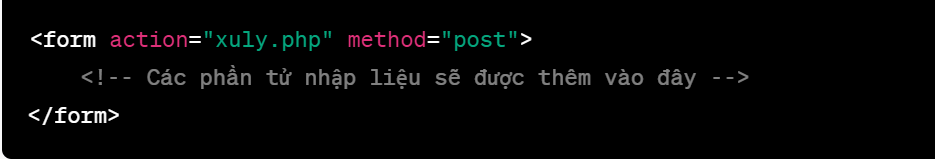 <form action="xuly.php" method="post">
    <!-- Các phần tử nhập liệu sẽ được thêm vào đây -->
</form>